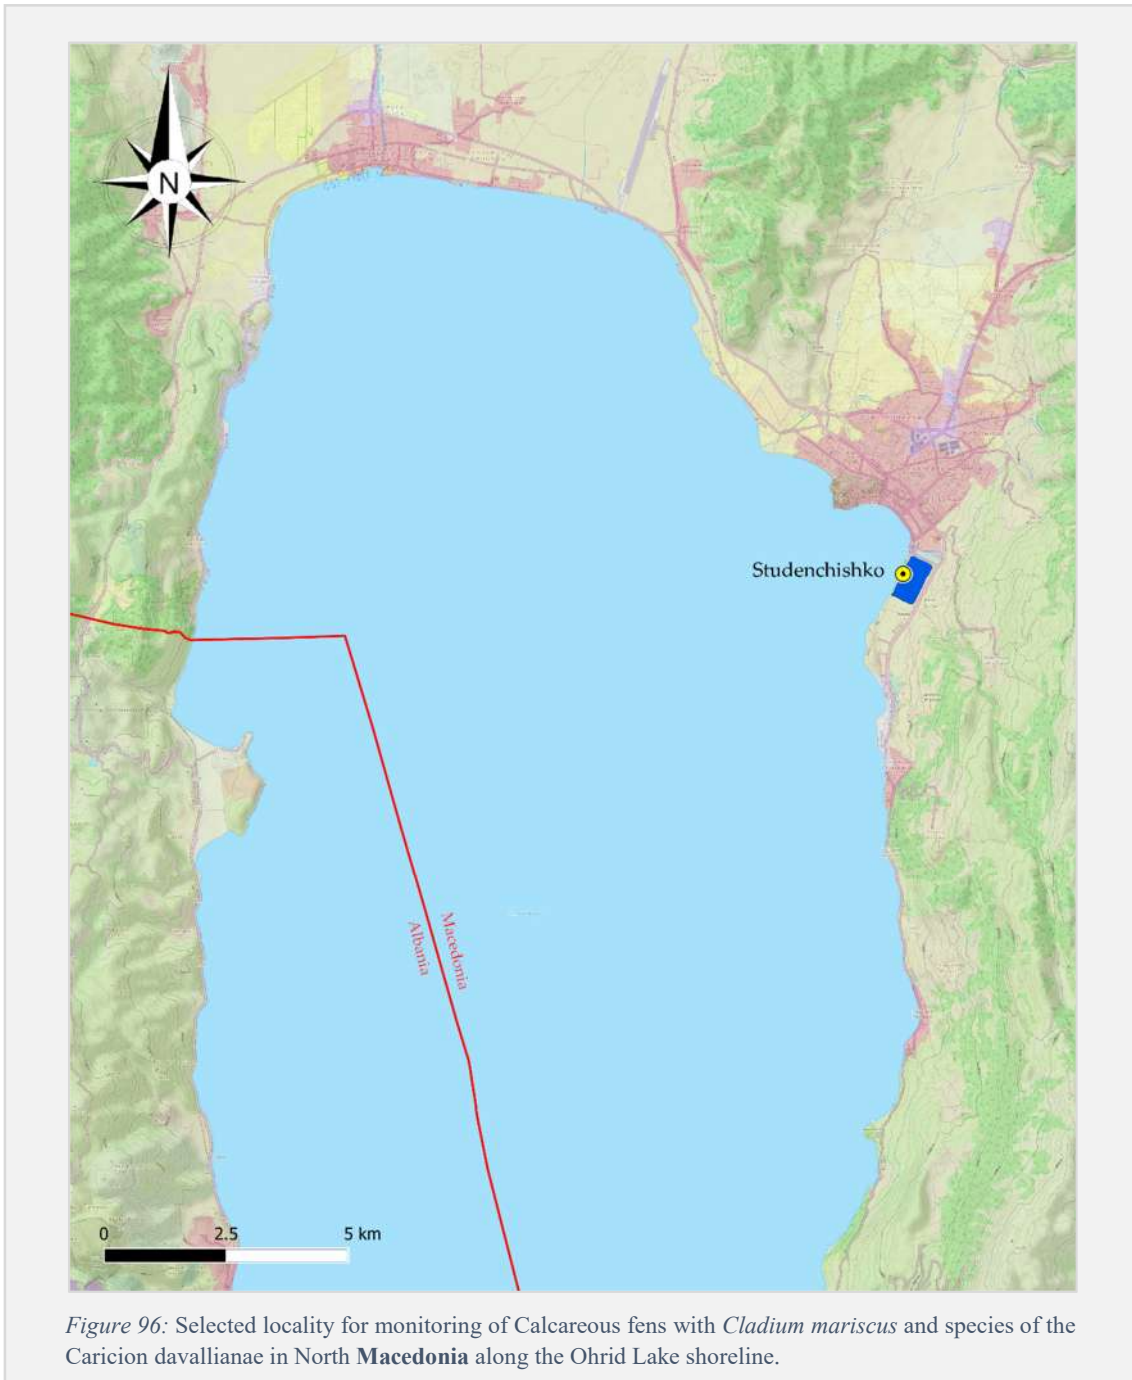 N
Studenchishko
Macedonia
Albania
0 2.5 5 km
Figure 96: Selected locality for monitoring of Calcareous fens with Cladium mariscus and species of the
Caricion davallianae in North Macedonia along the Ohrid Lake shoreline.